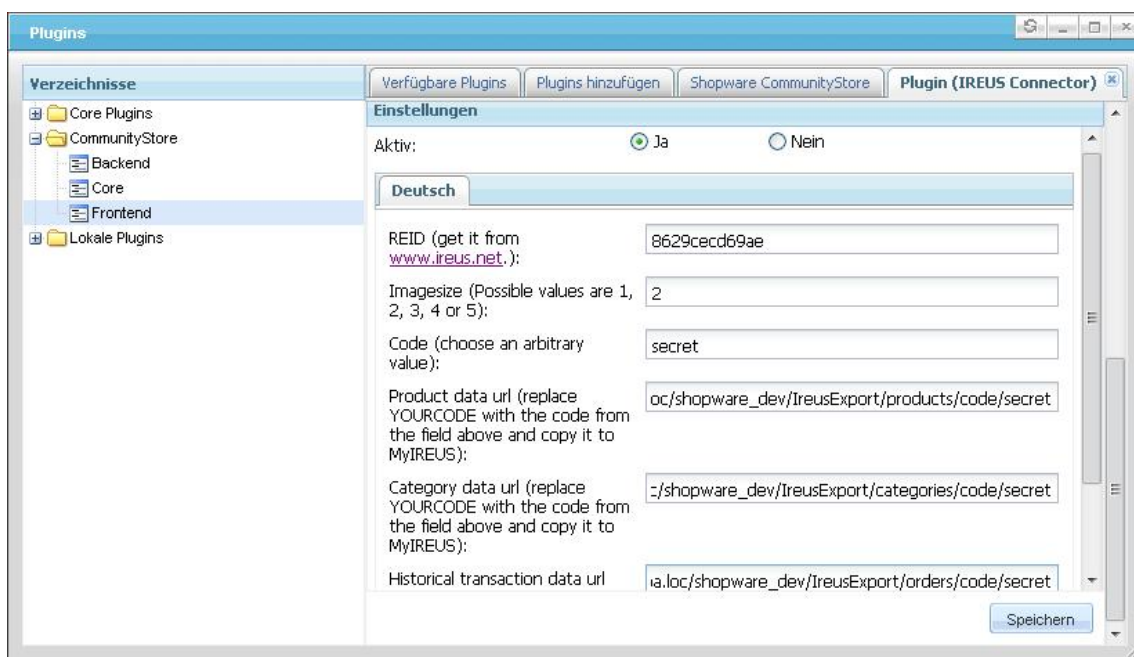 Plugins
Verzeichnisse
Core Plugins
CommunityStore
Backend
Core
Frontend
Lokale Plugins
Verfügbare Plugins
Plugins hinzufügen
Shopware CommunityStore
Plugin (IREUS Connector)
Einstellungen
Aktiv:
Ja
Nein
Deutsch
REID (get it from
www.ireus.net.):
8629cecd69ae
Imagesize (Possible values are 1,
2, 3, 4 or 5):
2
Code (choose an arbitrary
value):
secret
Product data url (replace
YOURCODE with the code from
the field above and copy it to
MyIREUS):
oc/shopware_dev/IreusExport/products/code/secret
Category data url (replace
YOURCODE with the code from
the field above and copy it to
MyIREUS):
/shopware_dev/IreusExport/categories/code/secret
Historical transaction data url
a.loc/shopware_dev/IreusExport/orders/code/secret
Speichern